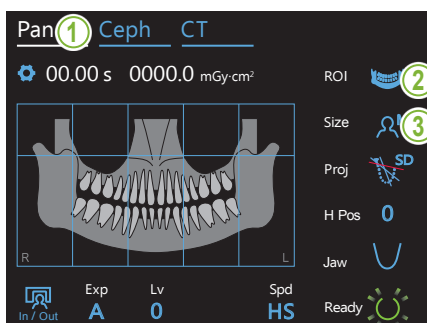 Pan 1 Ceph CT
00.00 s 0000.0 mGy·cm²
ROI 2
Size 3
Proj SD
H Pos 0
R L
Jaw
Exp Lv Spd
In / Out A 0 HS
Ready